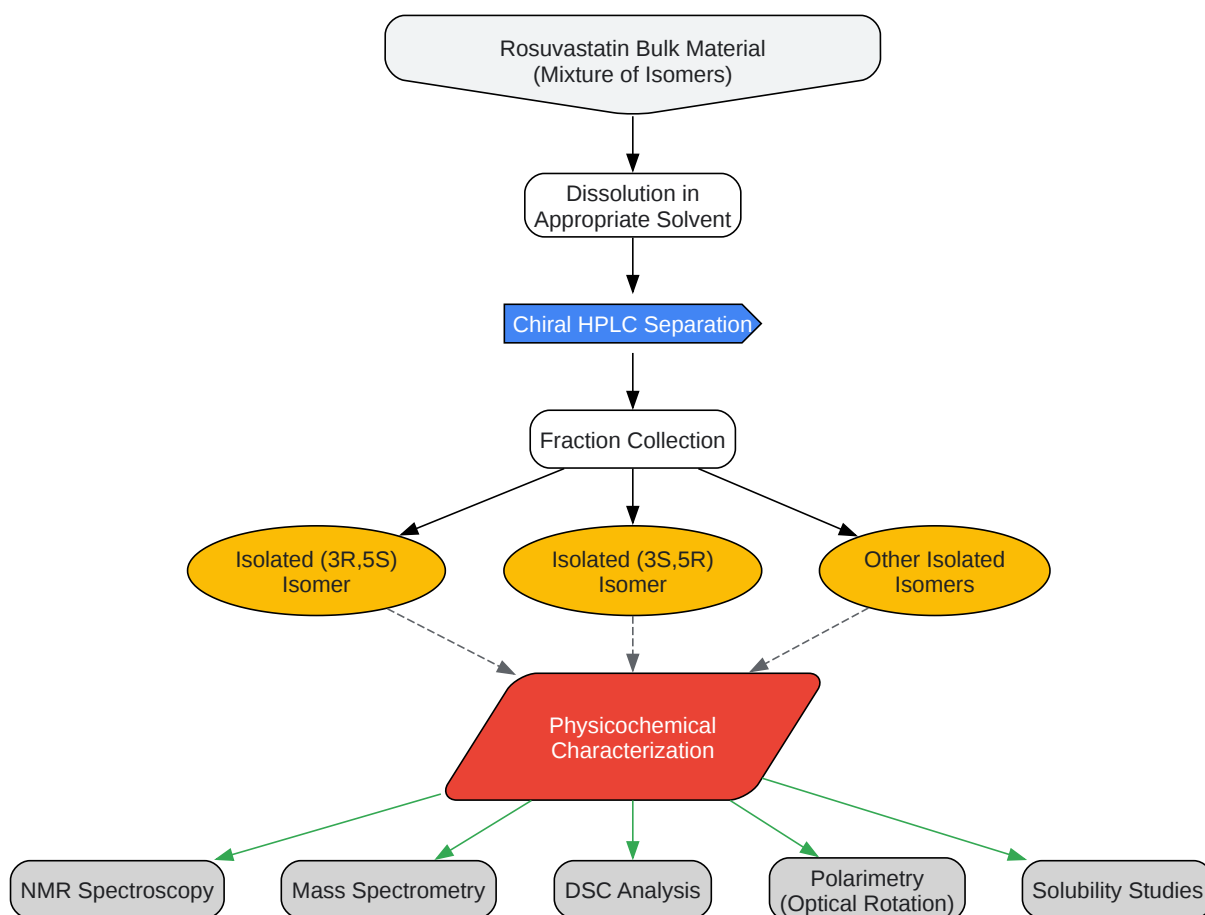 Rosuvastatin Bulk Material
(Mixture of Isomers)
Dissolution in
Appropriate Solvent
Chiral HPLC Separation
Fraction Collection
Isolated (3R,5S)
Isomer
Isolated (3S,5R)
Isomer
Other Isolated
Isomers
Physicochemical
Characterization
NMR Spectroscopy
Mass Spectrometry
DSC Analysis
Polarimetry
(Optical Rotation)
Solubility Studies